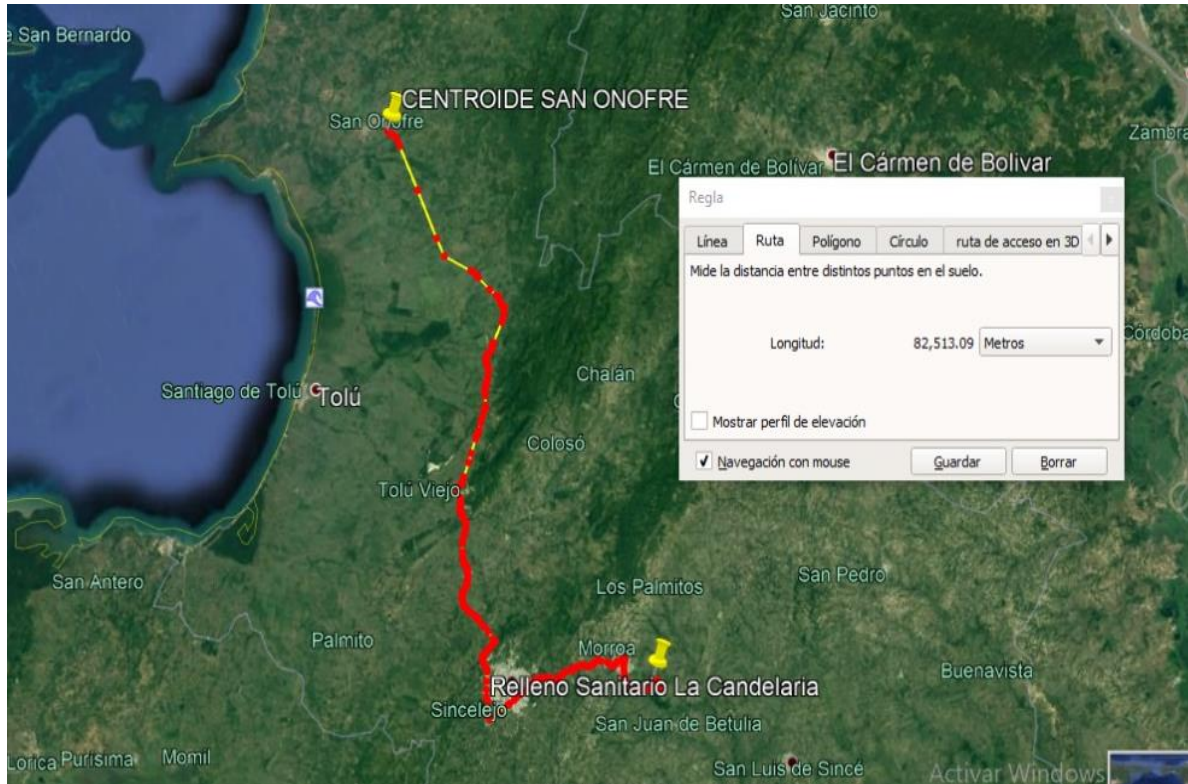 San Jacinto
San Bernardo
CENTROIDE SAN ONOFRE
San Onofre
El Cármen de Bolívar
El Cármen de Bolivar
Regla
Línea Ruta Polígono Círculo ruta de acceso en 3D
Mide la distancia entre distintos puntos en el suelo.
Longitud: 82,513.09 Metros
Mostrar perfil de elevación
Navegación con mouse Guardar Borrar
Córdoba
Chalán
Santiago de Tolú
Tolú
Colosó
Tolú Viejo
San Antero
Los Palmitos
San Pedro
Palmito
Morroa
Buenavista
Relleno Sanitario La Candelaria
Sincelejo
San Juan de Betulia
Lorica
Purísima
Momil
San Luis de Sincé
Activar Windows